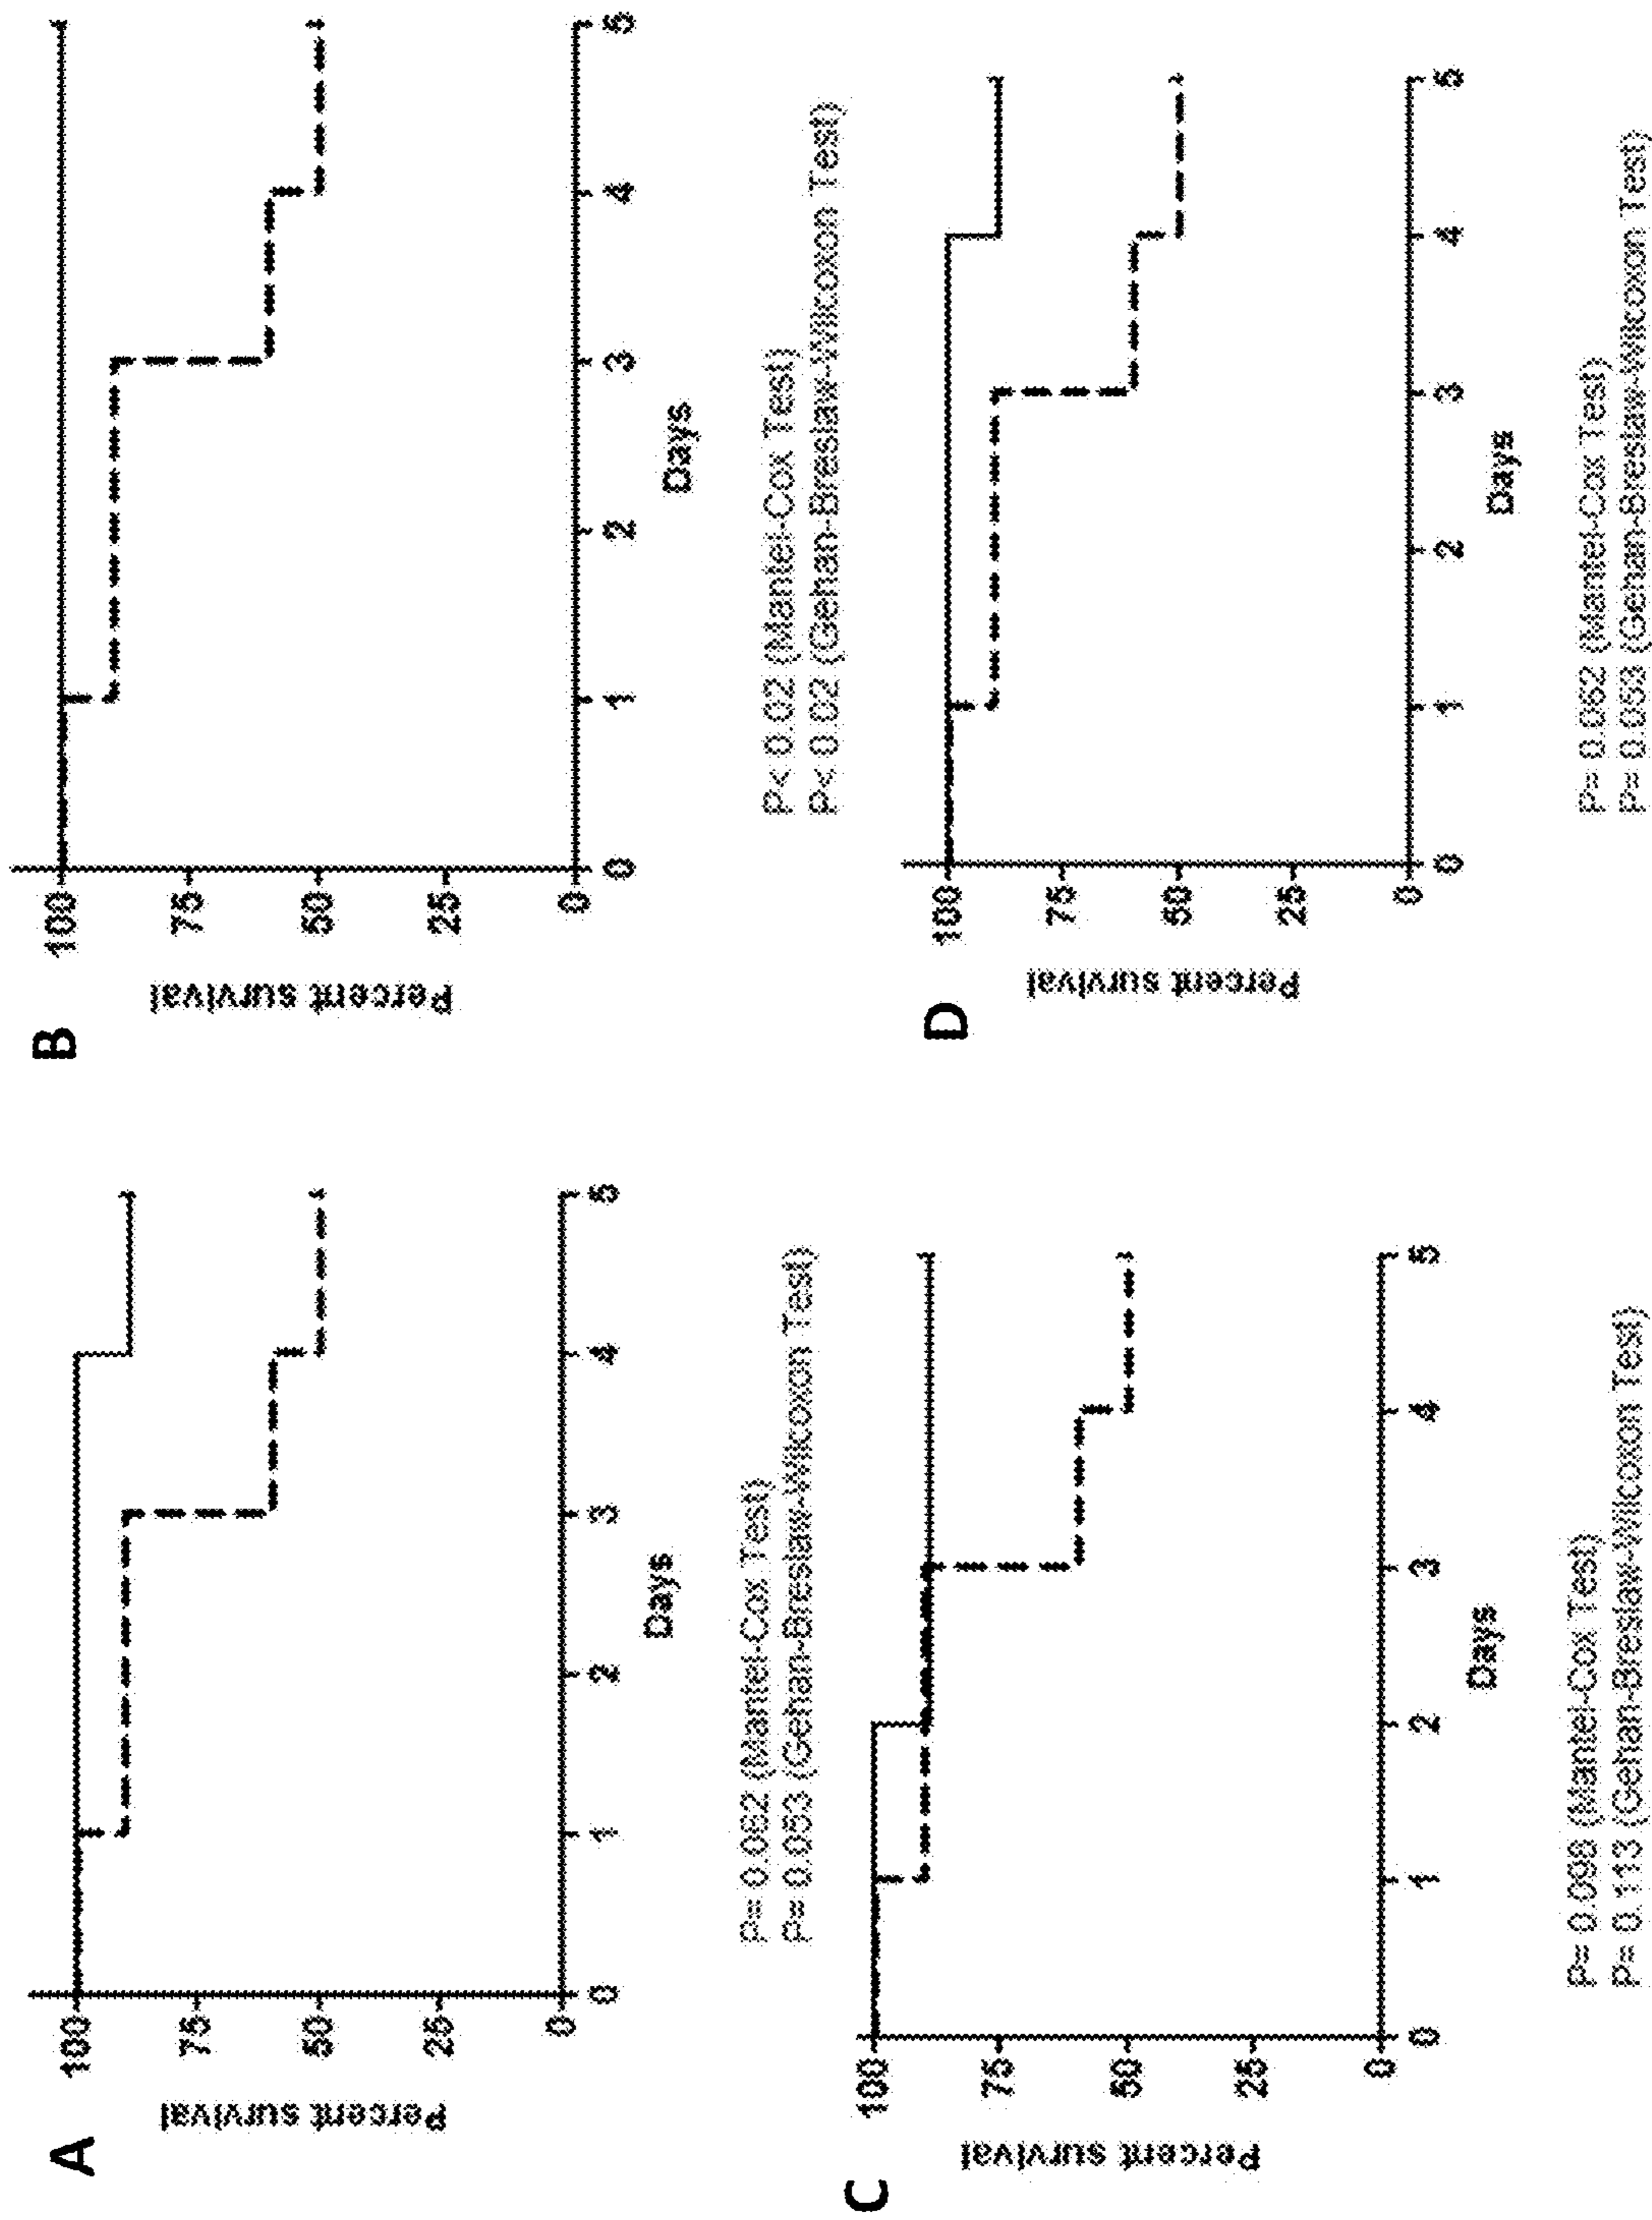 A
Percent survival
100
75
50
25
0
0 1 2 3 4 5
Days
P= 0.062 (Mantel-Cox Test)
P= 0.053 (Gehan-Breslaw-Wilcoxon Test)
B
Percent survival
100
75
50
25
0
0 1 2 3 4 5
Days
P< 0.02 (Mantel-Cox Test)
P< 0.02 (Gehan-Breslaw-Wilcoxon Test)
C
Percent survival
100
75
50
25
0
0 1 2 3 4 5
Days
P= 0.098 (Mantel-Cox Test)
P= 0.113 (Gehan-Breslaw-Wilcoxon Test)
D
Percent survival
100
75
50
25
0
0 1 2 3 4 5
Days
P= 0.062 (Mantel-Cox Test)
P= 0.053 (Gehan-Breslaw-Wilcoxon Test)